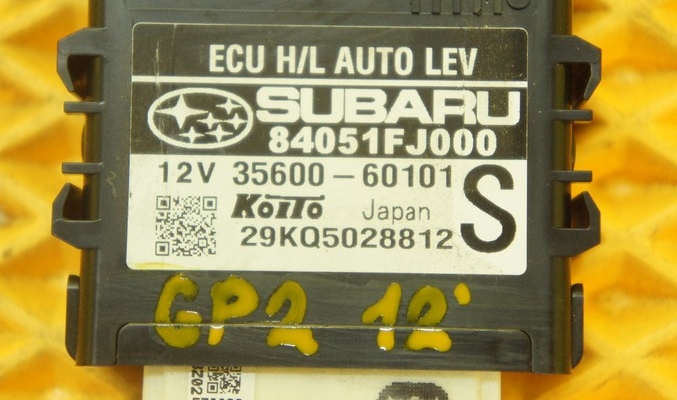 ECU H/L AUTO LEV
SUBARU
84051FJ000
12V 35600-60101 S
KOITO Japan
29KQ5028812
GP2 12'